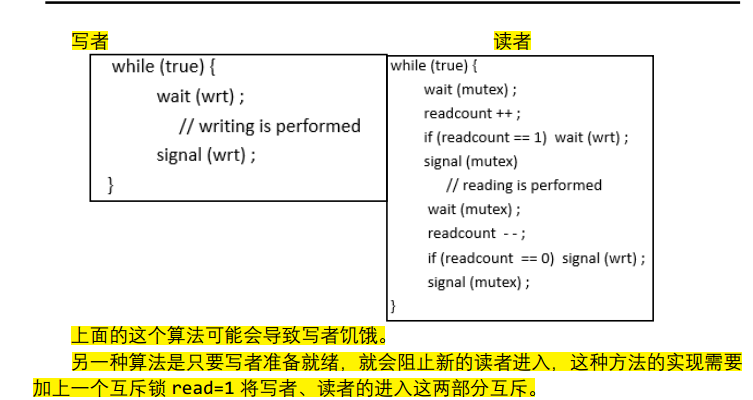 写者 读者
while (true) {
wait (wrt) ;
// writing is performed
signal (wrt) ;
}
while (true) {
wait (mutex) ;
readcount ++ ;
if (readcount == 1) wait (wrt) ;
signal (mutex)
// reading is performed
wait (mutex) ;
readcount - - ;
if (readcount == 0) signal (wrt) ;
signal (mutex) ;
}
上面的这个算法可能会导致写者饥饿。
另一种算法是只要写者准备就绪，就会阻止新的读者进入，这种方法的实现需要
加上一个互斥锁 read=1 将写者、读者的进入这两部分互斥。